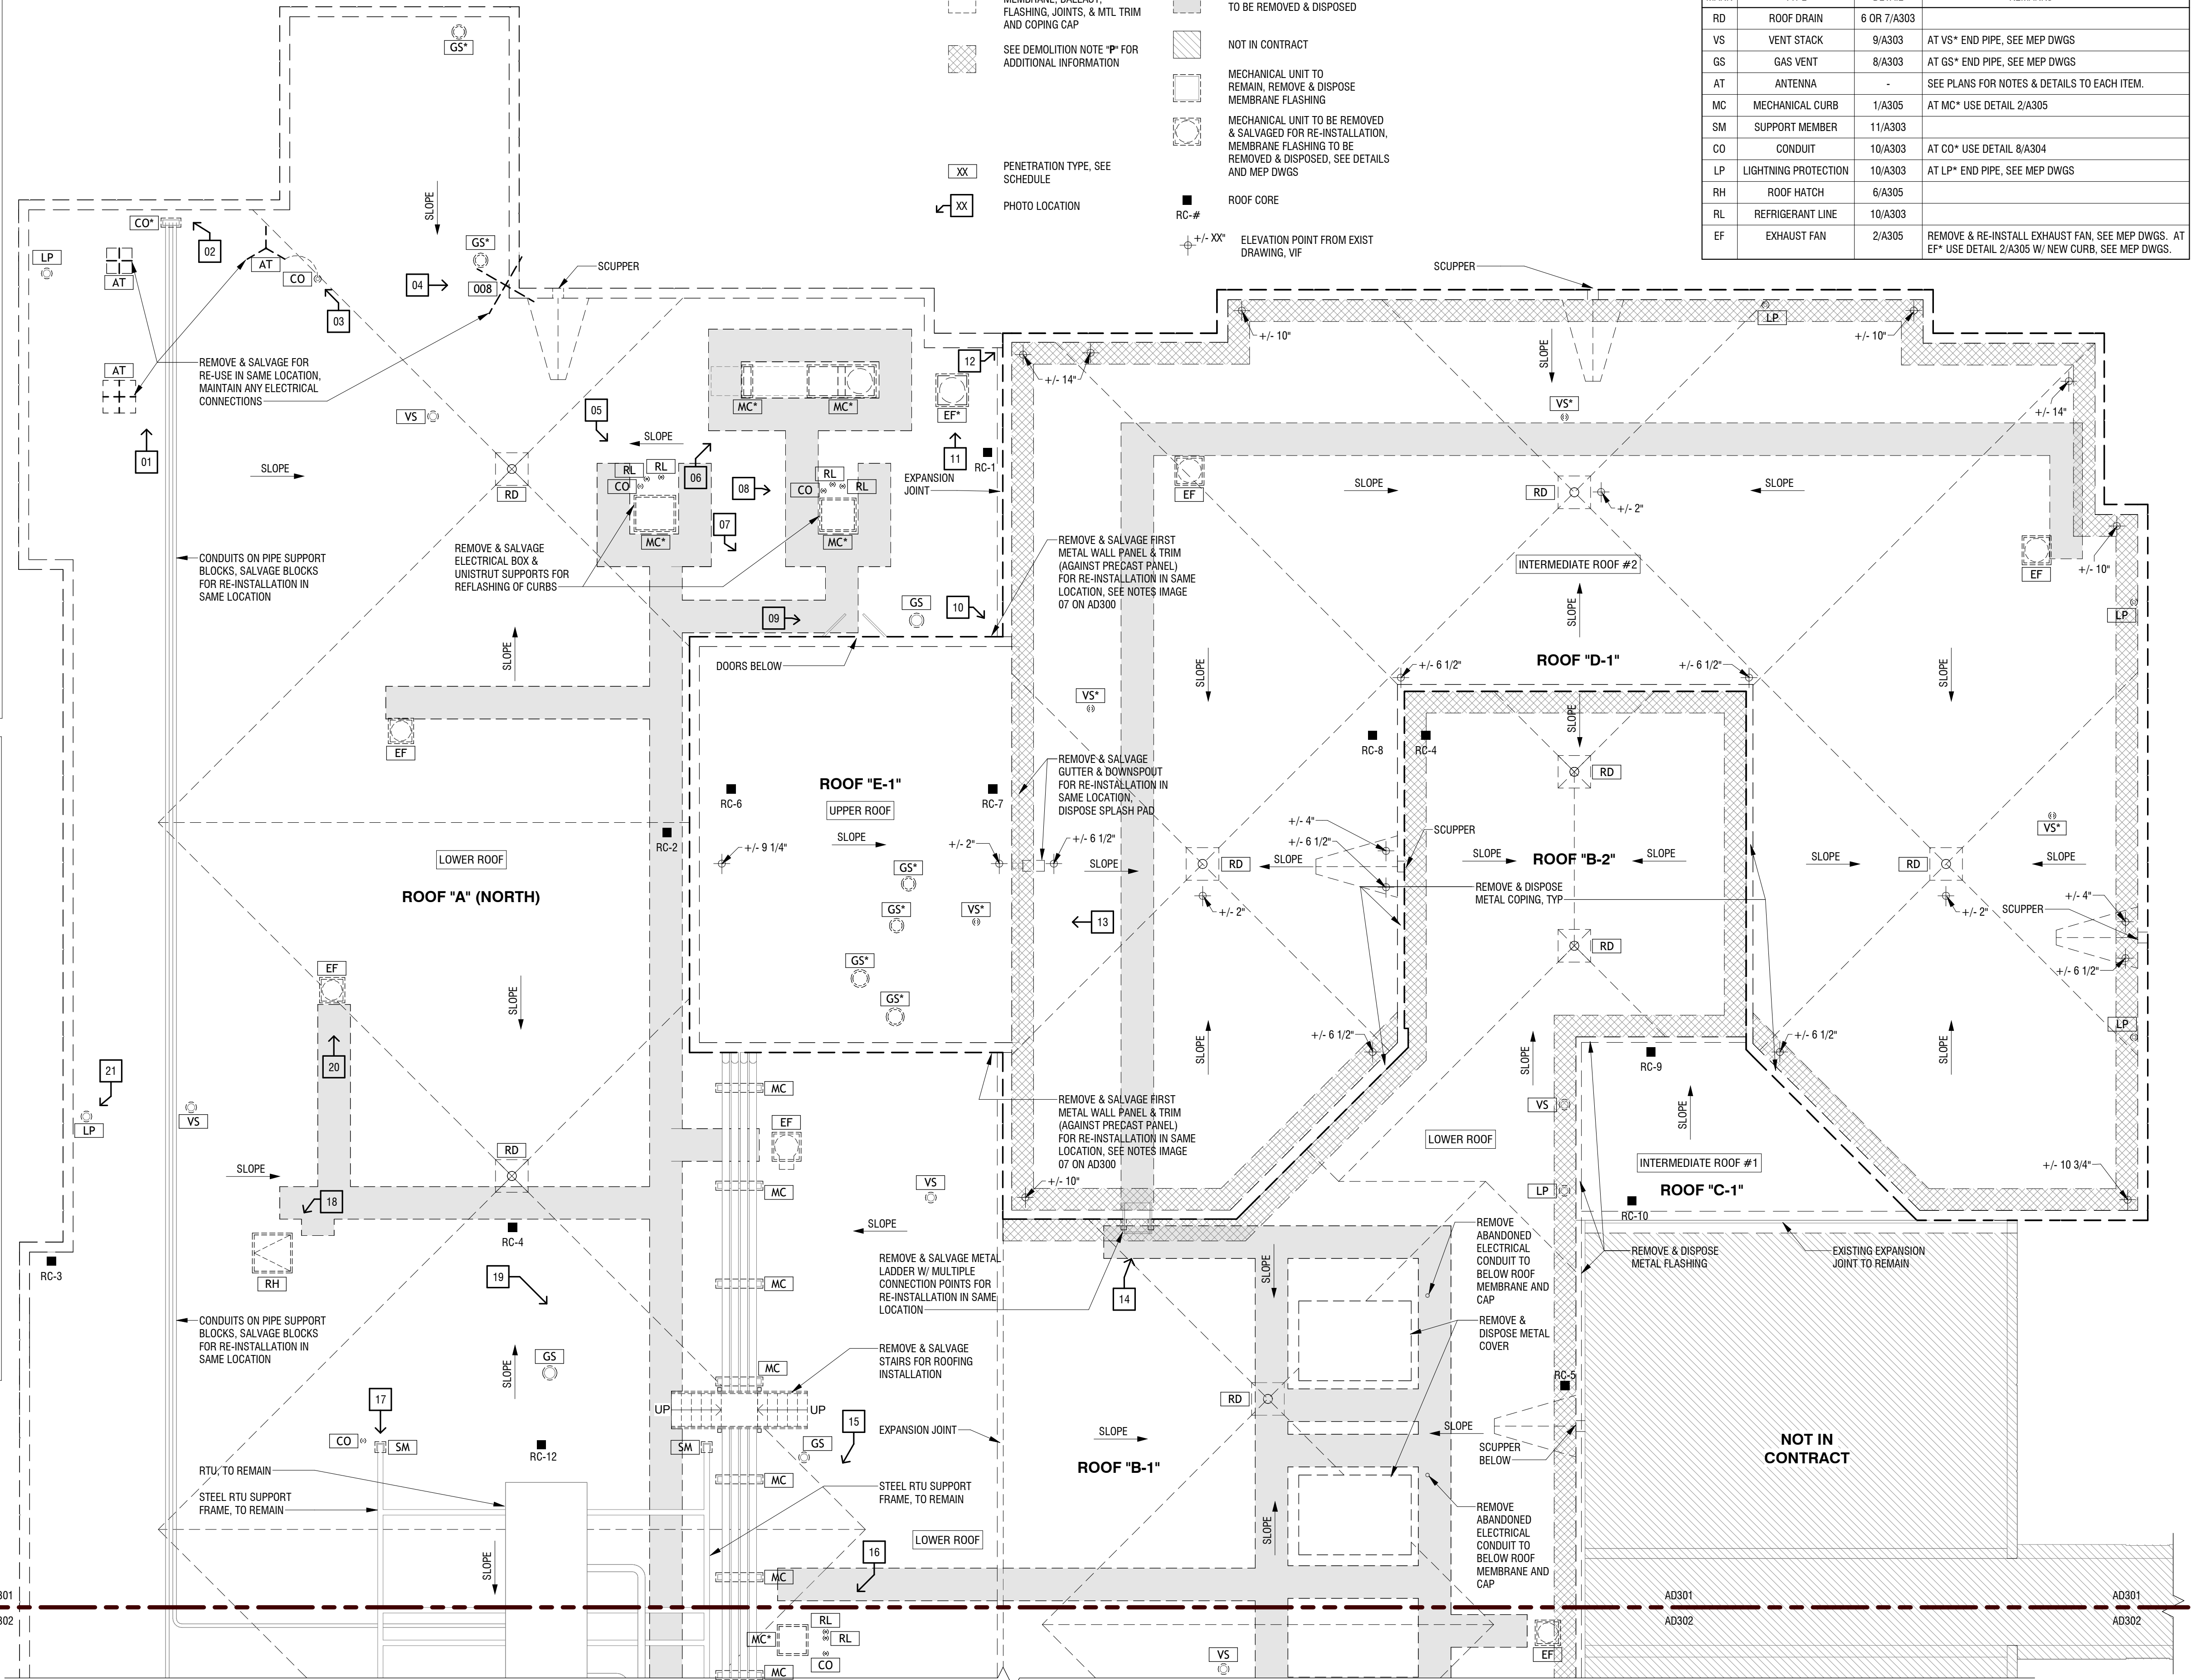 FLASHING, JOINTS, & MTL TRIM
AND COPING CAP
SEE DEMOLITION NOTE "P" FOR
ADDITIONAL INFORMATION
XX
PENETRATION TYPE, SEE
SCHEDULE
XX
PHOTO LOCATION
TO BE REMOVED & DISPOSED
NOT IN CONTRACT
MECHANICAL UNIT TO
REMAIN, REMOVE & DISPOSE
MEMBRANE FLASHING
MECHANICAL UNIT TO BE REMOVED
& SALVAGED FOR RE-INSTALLATION,
MEMBRANE FLASHING TO BE
REMOVED & DISPOSED, SEE DETAILS
AND MEP DWGS
RC-#
ROOF CORE
+/- XX"
ELEVATION POINT FROM EXIST
DRAWING, VIF
RD ROOF DRAIN 6 OR 7/A303
VS VENT STACK 9/A303 AT VS* END PIPE, SEE MEP DWGS
GS GAS VENT 8/A303 AT GS* END PIPE, SEE MEP DWGS
AT ANTENNA - SEE PLANS FOR NOTES & DETAILS TO EACH ITEM.
MC MECHANICAL CURB 1/A305 AT MC* USE DETAIL 2/A305
SM SUPPORT MEMBER 11/A303
CO CONDUIT 10/A303 AT CO* USE DETAIL 8/A304
LP LIGHTNING PROTECTION 10/A303 AT LP* END PIPE, SEE MEP DWGS
RH ROOF HATCH 6/A305
RL REFRIGERANT LINE 10/A303
EF EXHAUST FAN 2/A305 REMOVE & RE-INSTALL EXHAUST FAN, SEE MEP DWGS. AT
EF* USE DETAIL 2/A305 W/ NEW CURB, SEE MEP DWGS.
GS*
SLOPE
CO*
02
LP
AT
AT
CO
03
GS*
04
008
SCUPPER
REMOVE & SALVAGE FOR
RE-USE IN SAME LOCATION,
MAINTAIN ANY ELECTRICAL
CONNECTIONS
AT
01
VS
SLOPE
RD
05
SLOPE
RL
RL
CO
06
MC*
MC*
MC*
08
07
RL
CO
RL
MC*
EF*
11
12
RC-1
EXPANSION
JOINT
CONDUITS ON PIPE SUPPORT
BLOCKS, SALVAGE BLOCKS
FOR RE-INSTALLATION IN
SAME LOCATION
REMOVE & SALVAGE
ELECTRICAL BOX &
UNISTRUT SUPPORTS FOR
REFLASHING OF CURBS
SLOPE
09
GS
10
DOORS BELOW
REMOVE & SALVAGE FIRST
METAL WALL PANEL & TRIM
(AGAINST PRECAST PANEL)
FOR RE-INSTALLATION IN SAME
LOCATION, SEE NOTES IMAGE
07 ON AD300
SCUPPER
+/- 10"
+/- 14"
SLOPE
LP
+/- 10"
+/- 14"
VS*
EF
SLOPE
RD
+/- 2"
SLOPE
INTERMEDIATE ROOF #2
EF
+/- 10"
LP
SLOPE
ROOF "D-1"
+/- 6 1/2"
+/- 6 1/2"
SLOPE
SLOPE
VS*
EF
RC-6
ROOF "E-1"
UPPER ROOF
RC-7
RC-2
+/- 9 1/4"
SLOPE
+/- 2"
+/- 6 1/2"
REMOVE & SALVAGE
GUTTER & DOWNSPOUT
FOR RE-INSTALLATION IN
SAME LOCATION,
DISPOSE SPLASH PAD
SLOPE
RD
+/- 2"
SLOPE
+/- 4"
+/- 6 1/2"
SCUPPER
RC-8
RC-4
SLOPE
RD
ROOF "B-2"
SLOPE
SLOPE
REMOVE & DISPOSE
METAL COPING, TYP
RD
SLOPE
RD
SLOPE
VS*
+/- 2"
+/- 4"
SCUPPER
+/- 6 1/2"
LP
LOWER ROOF
ROOF "A" (NORTH)
GS*
GS*
VS*
GS*
GS*
13
EF
SLOPE
20
21
LP
VS
SLOPE
RD
18
RC-4
RC-3
RH
19
MC
EF
MC
VS
SLOPE
MC
REMOVE & SALVAGE FIRST
METAL WALL PANEL & TRIM
(AGAINST PRECAST PANEL)
FOR RE-INSTALLATION IN SAME
LOCATION, SEE NOTES IMAGE
07 ON AD300
+/- 10"
SLOPE
+/- 6 1/2"
SLOPE
RC-9
SLOPE
+/- 6 1/2"
SLOPE
VS
LOWER ROOF
LP
INTERMEDIATE ROOF #1
ROOF "C-1"
RC-10
+/- 10 3/4"
REMOVE & SALVAGE METAL
LADDER W/ MULTIPLE
CONNECTION POINTS FOR
RE-INSTALLATION IN SAME
LOCATION
14
SLOPE
REMOVE
ABANDONED
ELECTRICAL
CONDUIT TO
BELOW ROOF
MEMBRANE AND
CAP
REMOVE & DISPOSE
METAL FLASHING
EXISTING EXPANSION
JOINT TO REMAIN
CONDUITS ON PIPE SUPPORT
BLOCKS, SALVAGE BLOCKS
FOR RE-INSTALLATION IN
SAME LOCATION
SLOPE
GS
17
CO
SM
RC-12
RTU, TO REMAIN
STEEL RTU SUPPORT
FRAME, TO REMAIN
SLOPE
MC
REMOVE & SALVAGE
STAIRS FOR ROOFING
INSTALLATION
UP
UP
SM
GS
15
EXPANSION JOINT
MC
STEEL RTU SUPPORT
FRAME, TO REMAIN
LOWER ROOF
16
MC
REMOVE &
DISPOSE METAL
COVER
RD
SLOPE
ROOF "B-1"
SLOPE
RC-5
SCUPPER
BELOW
NOT IN
CONTRACT
SLOPE
REMOVE
ABANDONED
ELECTRICAL
CONDUIT TO
BELOW ROOF
MEMBRANE AND
CAP
AD301
AD301
AD302
AD302
MC*
RL
RL
CO
MC
VS
EF